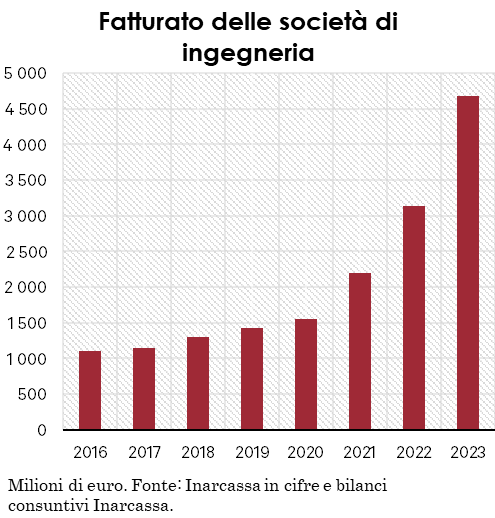 Fatturato delle società di
ingegneria
5 000
4 500
4 000
3 500
3 000
2 500
2 000
1 500
1 000
500
0
2016 2017 2018 2019 2020 2021 2022 2023
Milioni di euro. Fonte: Inarcassa in cifre e bilanci
consuntivi Inarcassa.